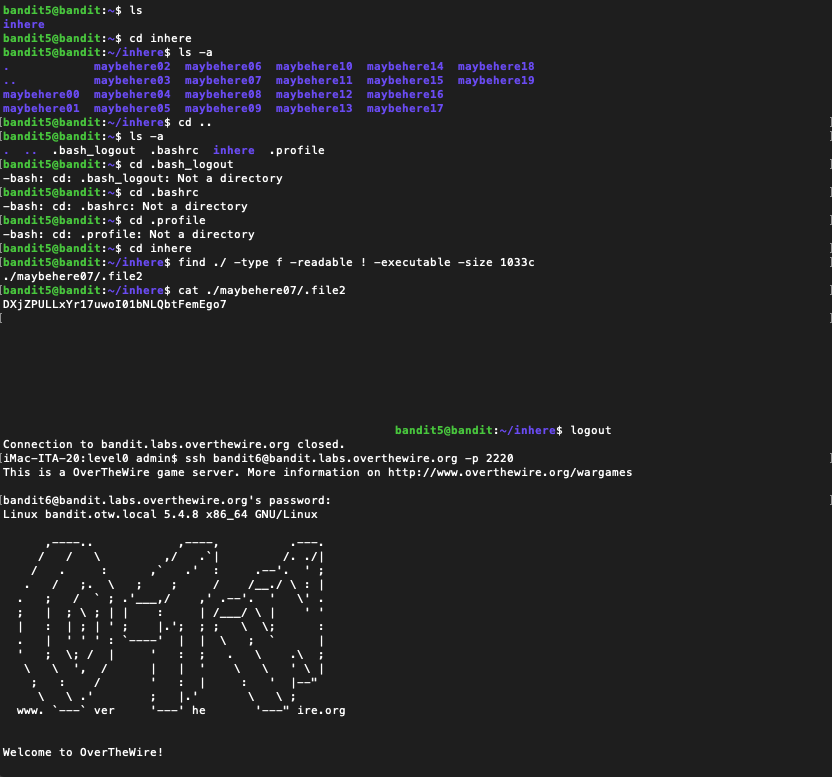 bandit5@bandit:~$ ls
inhere
bandit5@bandit:~$ cd inhere
bandit5@bandit:~/inhere$ ls -a
.            maybehere02  maybehere06  maybehere10  maybehere14  maybehere18
..           maybehere03  maybehere07  maybehere11  maybehere15  maybehere19
maybehere00  maybehere04  maybehere08  maybehere12  maybehere16
maybehere01  maybehere05  maybehere09  maybehere13  maybehere17
[bandit5@bandit:~/inhere$ cd .. ]
[bandit5@bandit:~$ ls -a ]
.  ..  .bash_logout  .bashrc  inhere  .profile
[bandit5@bandit:~$ cd .bash_logout ]
-bash: cd: .bash_logout: Not a directory
[bandit5@bandit:~$ cd .bashrc ]
-bash: cd: .bashrc: Not a directory
[bandit5@bandit:~$ cd .profile ]
-bash: cd: .profile: Not a directory
[bandit5@bandit:~$ cd inhere ]
[bandit5@bandit:~/inhere$ find ./ -type f -readable ! -executable -size 1033c ]
./maybehere07/.file2
[bandit5@bandit:~/inhere$ cat ./maybehere07/.file2 ]
DXjZPULLxYr17uwoI01bNLQbtFemEgo7
[ ]
bandit5@bandit:~/inhere$ logout
Connection to bandit.labs.overthewire.org closed.
[iMac-ITA-20:level0 admin$ ssh bandit6@bandit.labs.overthewire.org -p 2220 ]
This is a OverTheWire game server. More information on http://www.overthewire.org/wargames
[bandit6@bandit.labs.overthewire.org's password: ]
Linux bandit.otw.local 5.4.8 x86_64 GNU/Linux
www. `---` ver     '---' he       '---" ire.org
Welcome to OverTheWire!